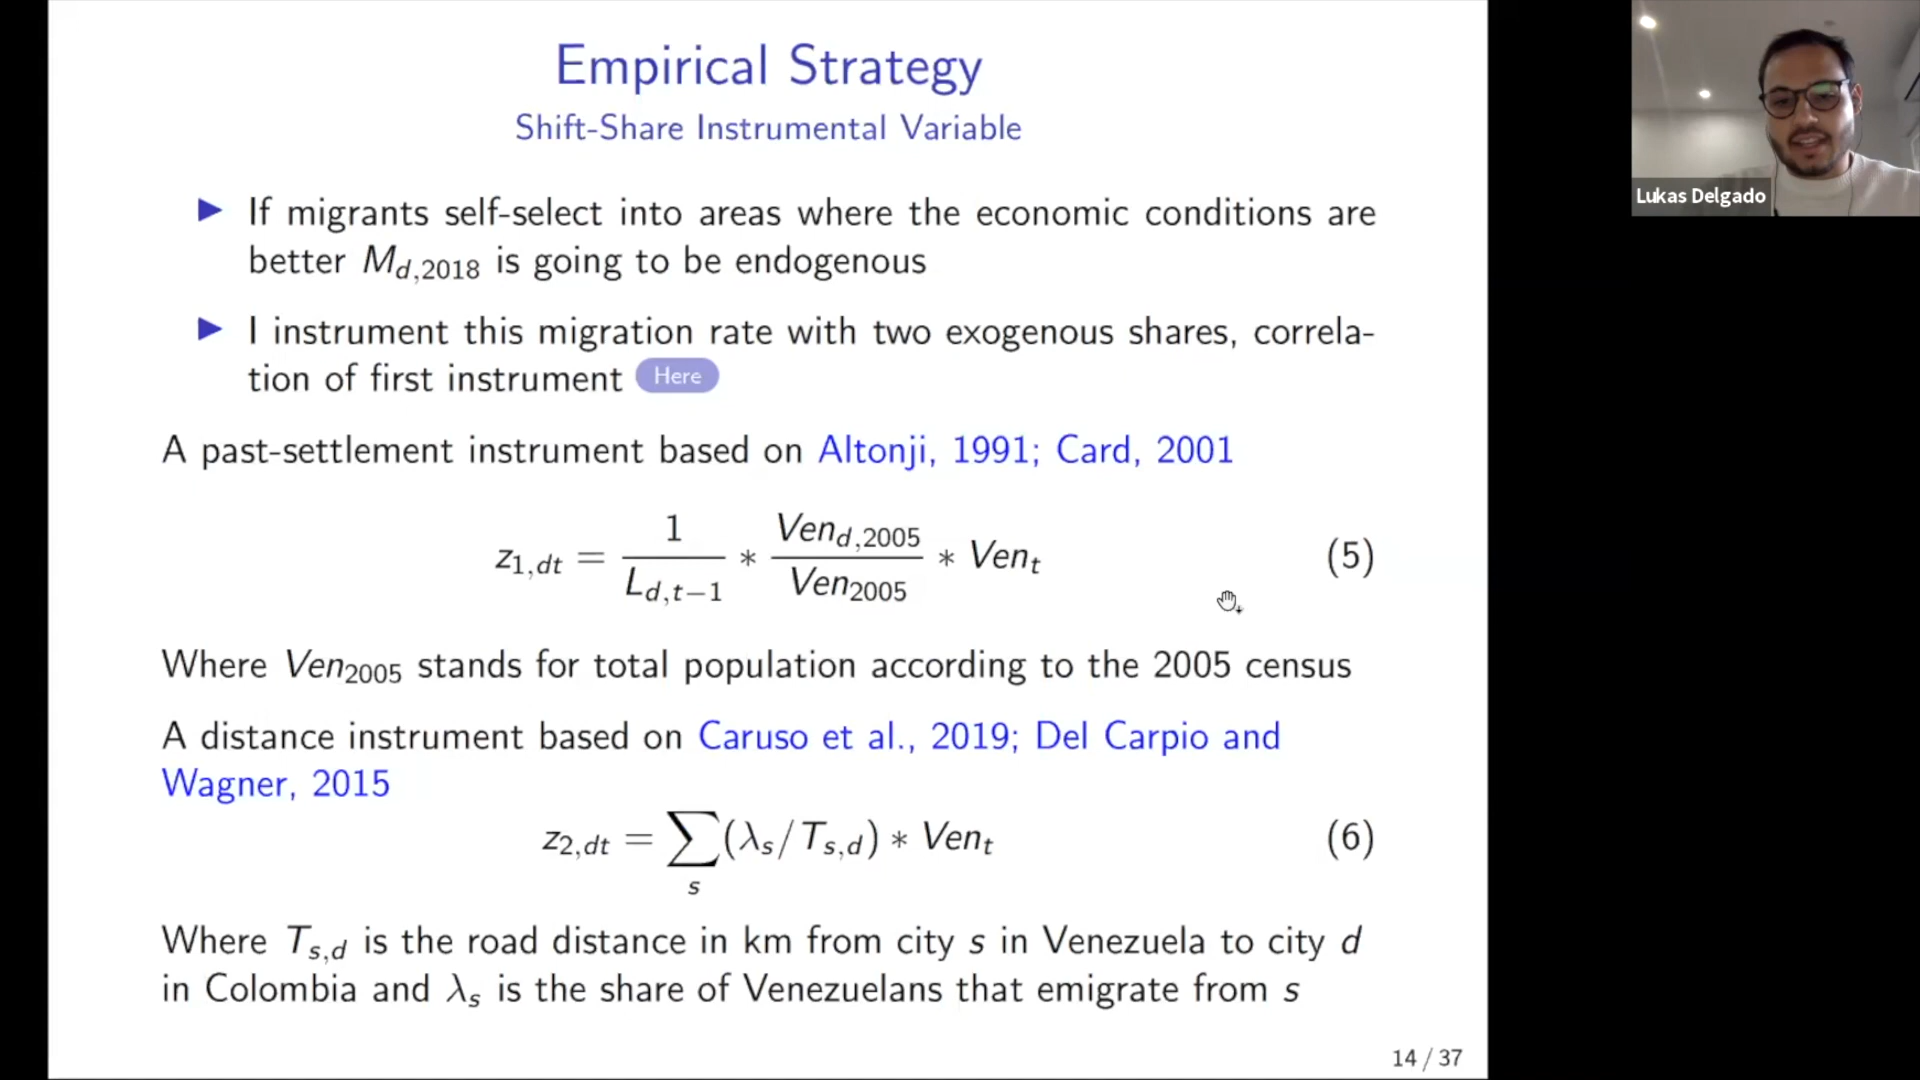 Empirical Strategy
Shift-Share Instrumental Variable
▶ If migrants self-select into areas where the economic conditions are
better M_{d,2018} is going to be endogenous
▶ I instrument this migration rate with two exogenous shares, correla-
tion of first instrument Here
A past-settlement instrument based on Altonji, 1991; Card, 2001
z_{1,dt} = \frac{1}{L_{d,t-1}} * \frac{Ven_{d,2005}}{Ven_{2005}} * Ven_t (5)
Where Ven_{2005} stands for total population according to the 2005 census
A distance instrument based on Caruso et al., 2019; Del Carpio and
Wagner, 2015
z_{2,dt} = \sum_s (λ_s/T_{s,d}) * Ven_t (6)
Where T_{s,d} is the road distance in km from city s in Venezuela to city d
in Colombia and λ_s is the share of Venezuelans that emigrate from s
14 / 37
Lukas Delgado